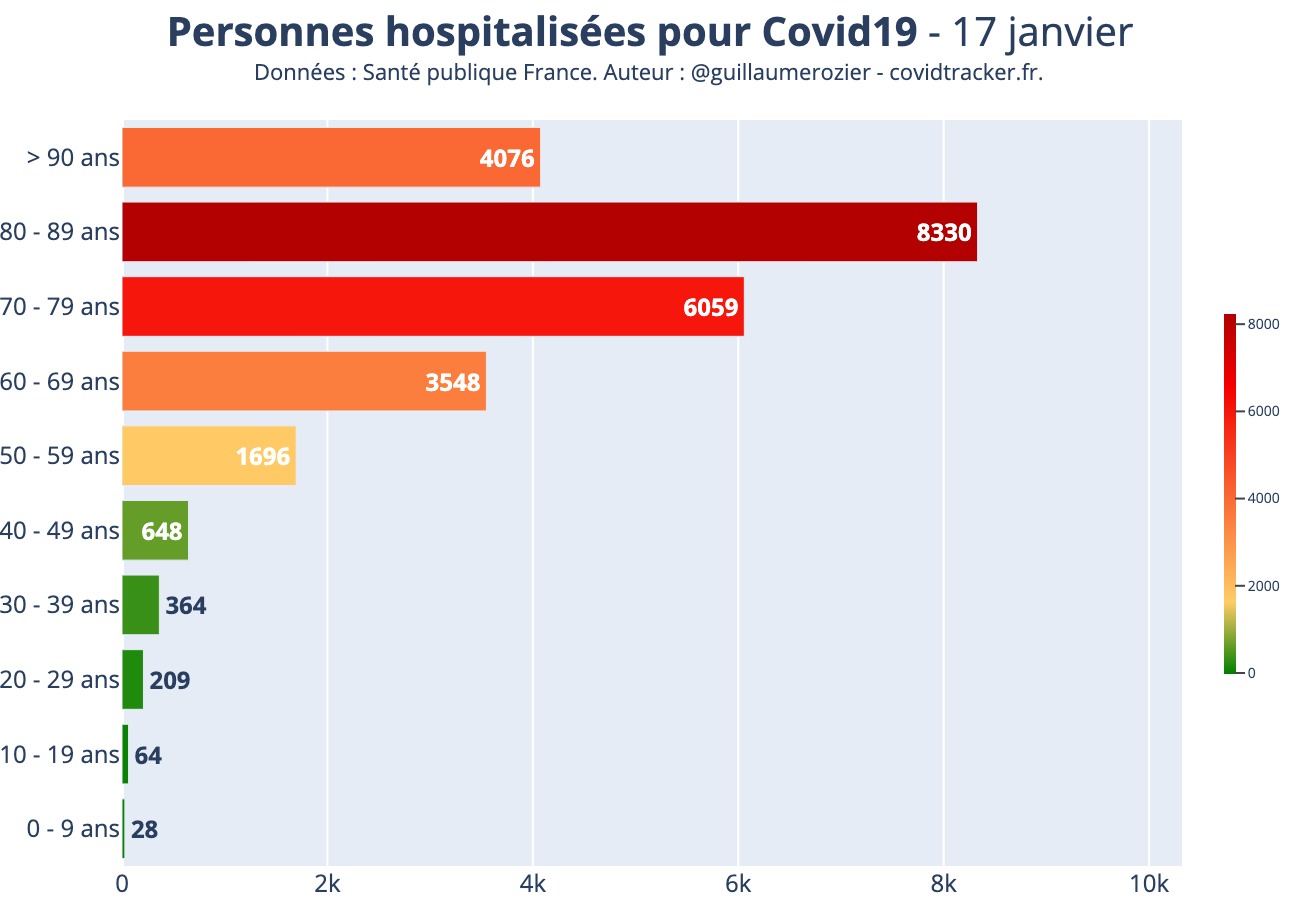 Personnes hospitalisées pour Covid19 - 17 janvier
Données : Santé publique France. Auteur : @guillaumerozier - covidtracker.fr.
> 90 ans 4076
80 - 89 ans 8330
70 - 79 ans 6059
60 - 69 ans 3548
50 - 59 ans 1696
40 - 49 ans 648
30 - 39 ans 364
20 - 29 ans 209
10 - 19 ans 64
0 - 9 ans 28
0 2k 4k 6k 8k 10k
8000
6000
4000
2000
0